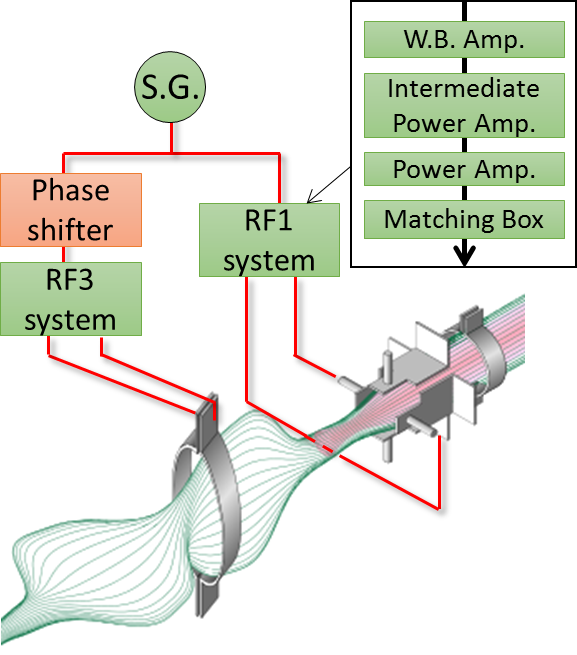 W.B. Amp.
Intermediate
Power Amp.
Power Amp.
Matching Box
S.G.
Phase
shifter
RF1
system
RF3
system